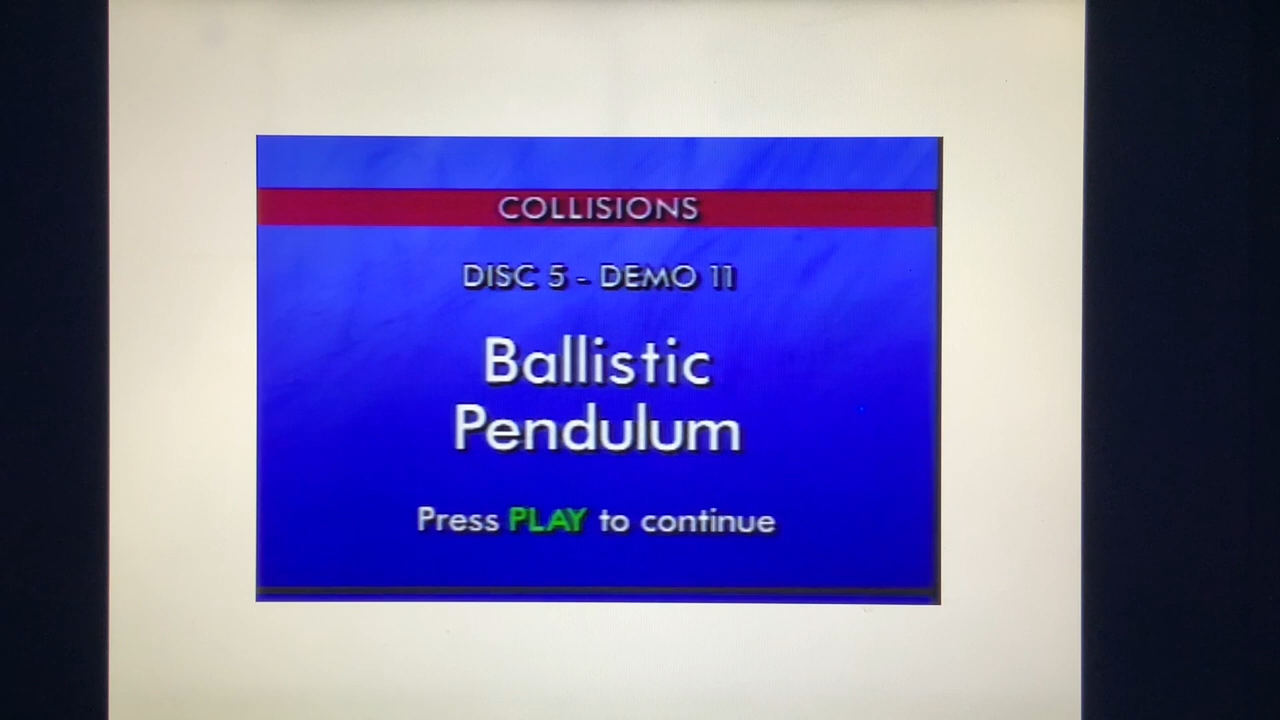 COLLISIONS
DISC 5 - DEMO 11
Ballistic
Pendulum
Press PLAY to continue